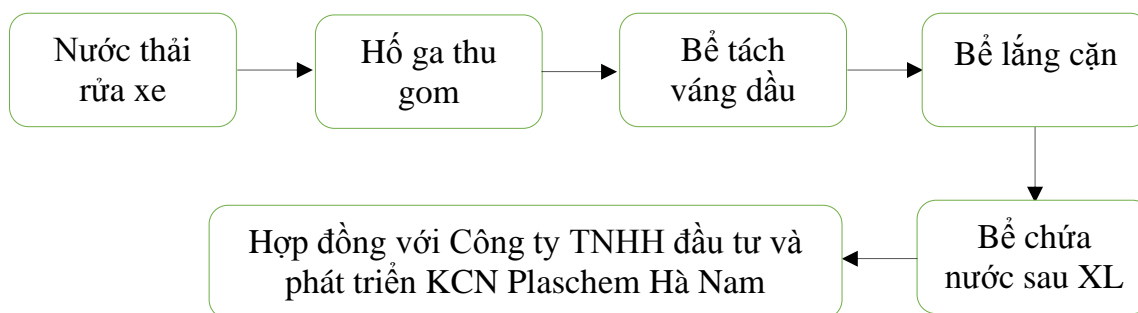 Nước thải
rửa xe
Hố ga thu
gom
Bể tách
váng dầu
Bể lắng cặn
Bể chứa
nước sau XL
Hợp đồng với Công ty TNHH đầu tư và
phát triển KCN Plaschem Hà Nam